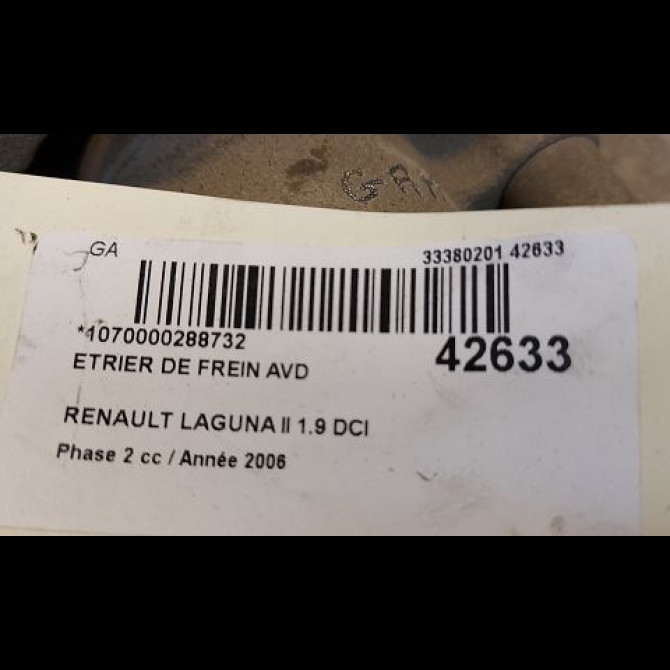 GA
33380201 42633
*1070000288732
42633
ETRIER DE FREIN AVD
RENAULT LAGUNA II 1.9 DCI
Phase 2 cc / Année 2006